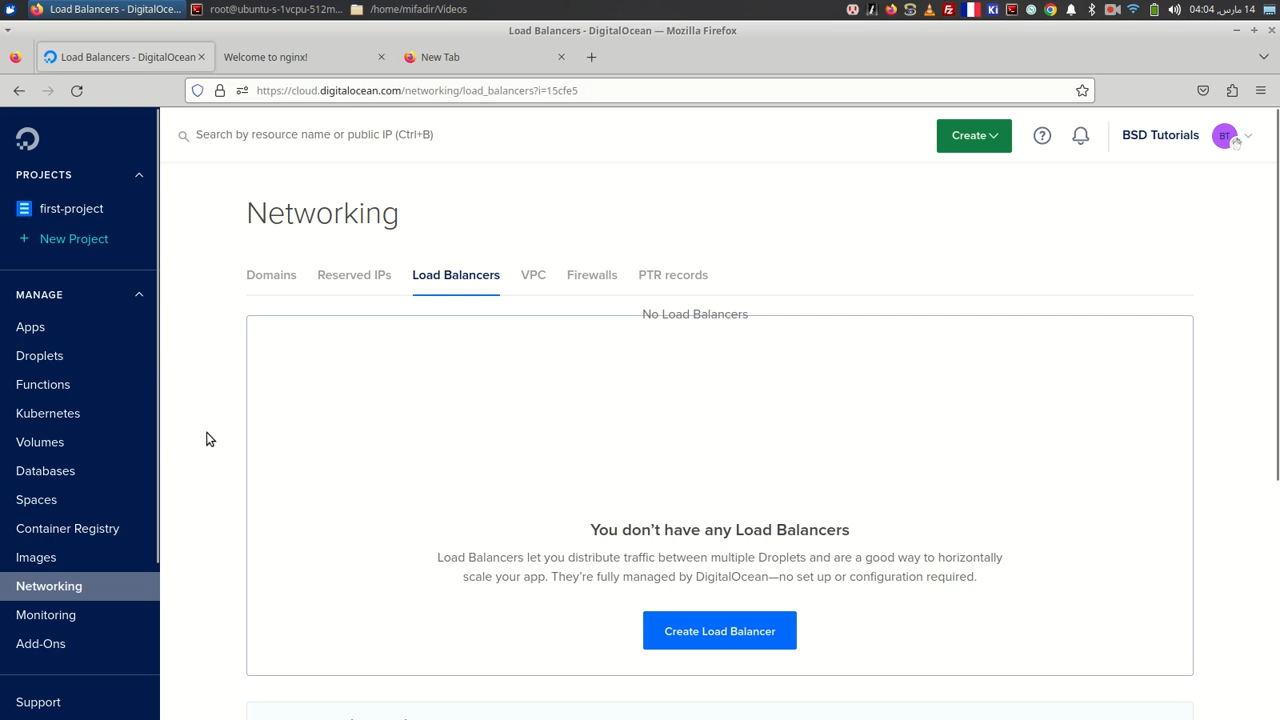 Load Balancers - DigitalOce...
root@ubuntu-s-1vcpu-512m...
/home/mifadir/Videos
Ki
14 مارس, 04:04
Load Balancers - DigitalOcean — Mozilla Firefox
Load Balancers - DigitalOcean
Welcome to nginx!
New Tab
https://cloud.digitalocean.com/networking/load_balancers?i=15cfe5
Search by resource name or public IP (Ctrl+B)
Create
BSD Tutorials
BT
PROJECTS
first-project
+ New Project
MANAGE
Apps
Droplets
Functions
Kubernetes
Volumes
Databases
Spaces
Container Registry
Images
Networking
Monitoring
Add-Ons
Support
Networking
Domains
Reserved IPs
Load Balancers
VPC
Firewalls
PTR records
No Load Balancers
You don’t have any Load Balancers
Load Balancers let you distribute traffic between multiple Droplets and are a good way to horizontally
scale your app. They’re fully managed by DigitalOcean—no set up or configuration required.
Create Load Balancer